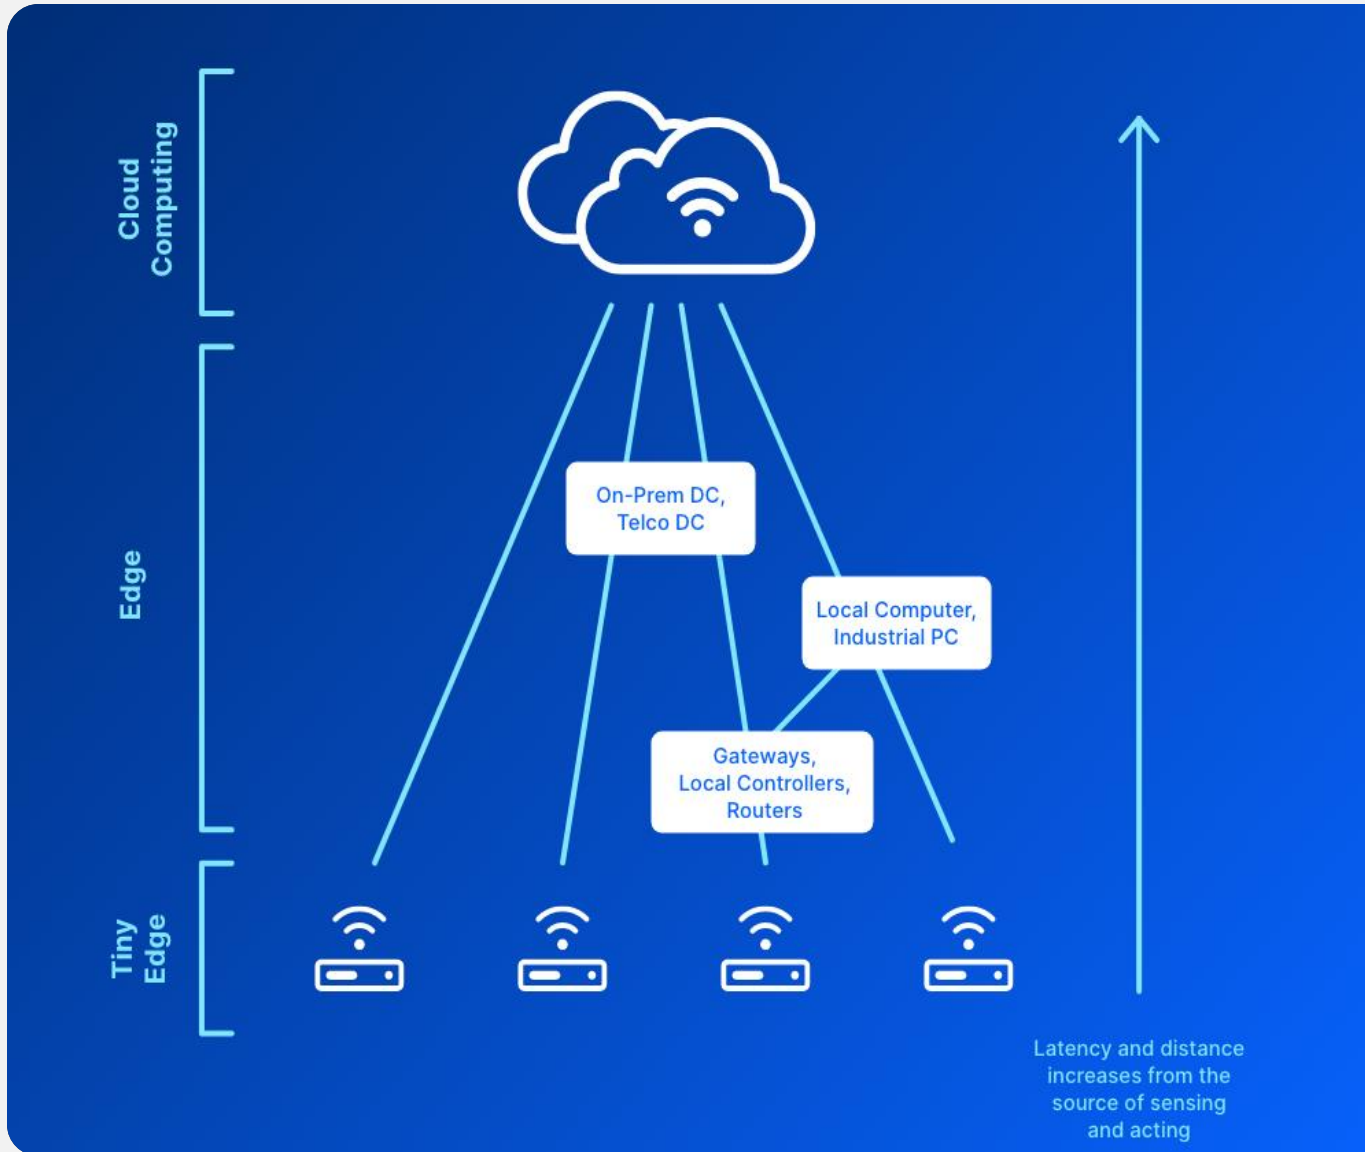 Cloud
Computing
On-Prem DC,
Telco DC
Edge
Local Computer,
Industrial PC
Gateways,
Local Controllers,
Routers
Tiny
Edge
Latency and distance
increases from the
source of sensing
and acting